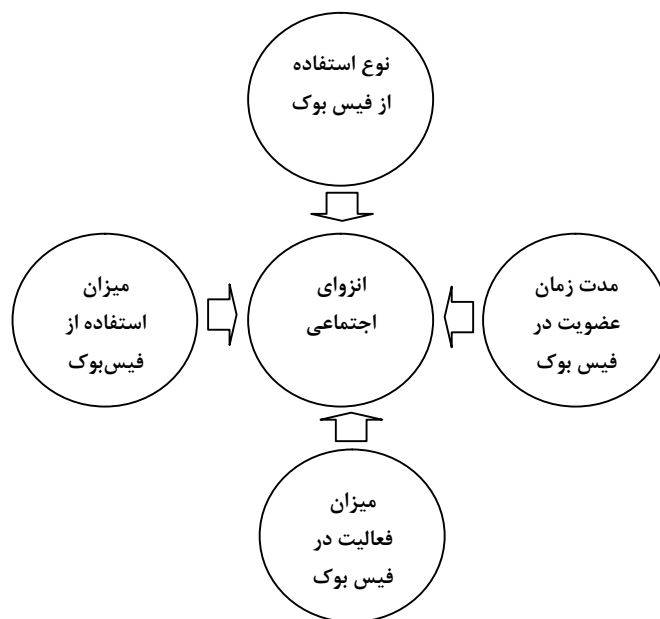 نوع استفاده
از فیس بوک
انزوای
اجتماعی
مدت زمان
عضویت در
فیس بوک
میزان
استفاده از
فیس‌بوک
میزان
فعالیت در
فیس بوک